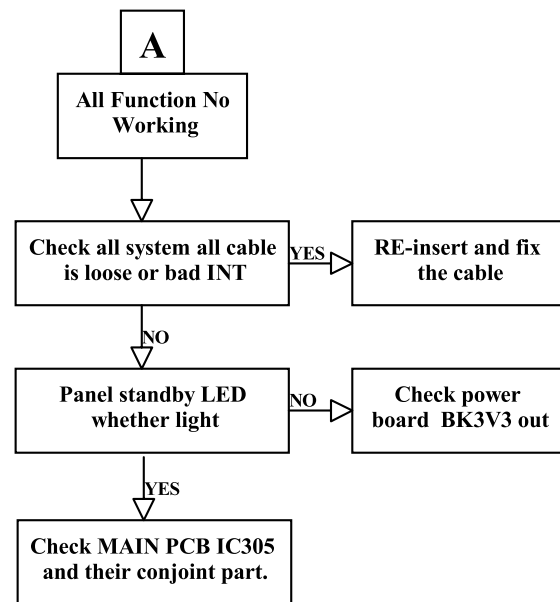 A
All Function No
Working
Check all system all cable
is loose or bad INT
YES
RE-insert and fix
the cable
NO
Panel standby LED
whether light
NO
Check power
board BK3V3 out
YES
Check MAIN PCB IC305
and their conjoint part.